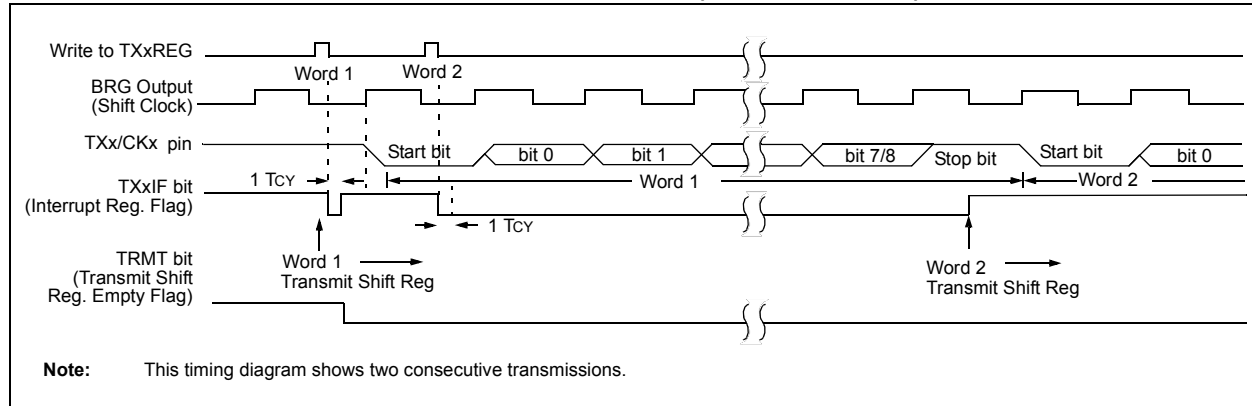 Write to TXxREG
Word 1 Word 2
BRG Output
(Shift Clock)
TXx/CKx pin
Start bit bit 0 bit 1 bit 7/8 Stop bit Start bit bit 0
1 TCY Word 1 Word 2
TXxIF bit
(Interrupt Reg. Flag)
1 TCY
Word 1
Transmit Shift Reg
Word 2
Transmit Shift Reg
TRMT bit
(Transmit Shift
Reg. Empty Flag)
Note: This timing diagram shows two consecutive transmissions.